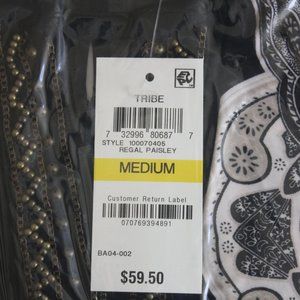 TRIBE
7 32996 80687 7
STYLE 100070405
REGAL PAISLEY
MEDIUM
Customer Return Label
070769394891
BA04-002
$59.50